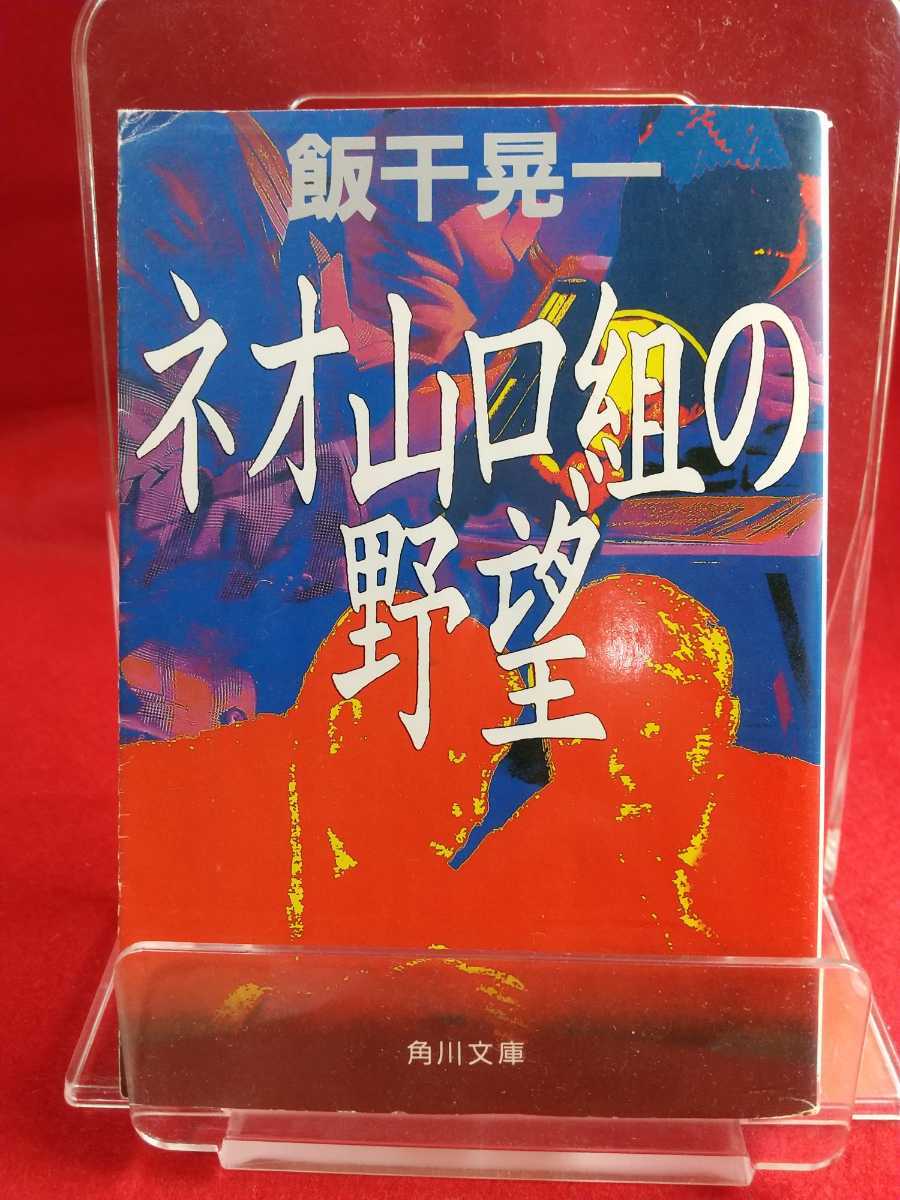 飯干晃一
ネオ山口組の
野望
角川文庫